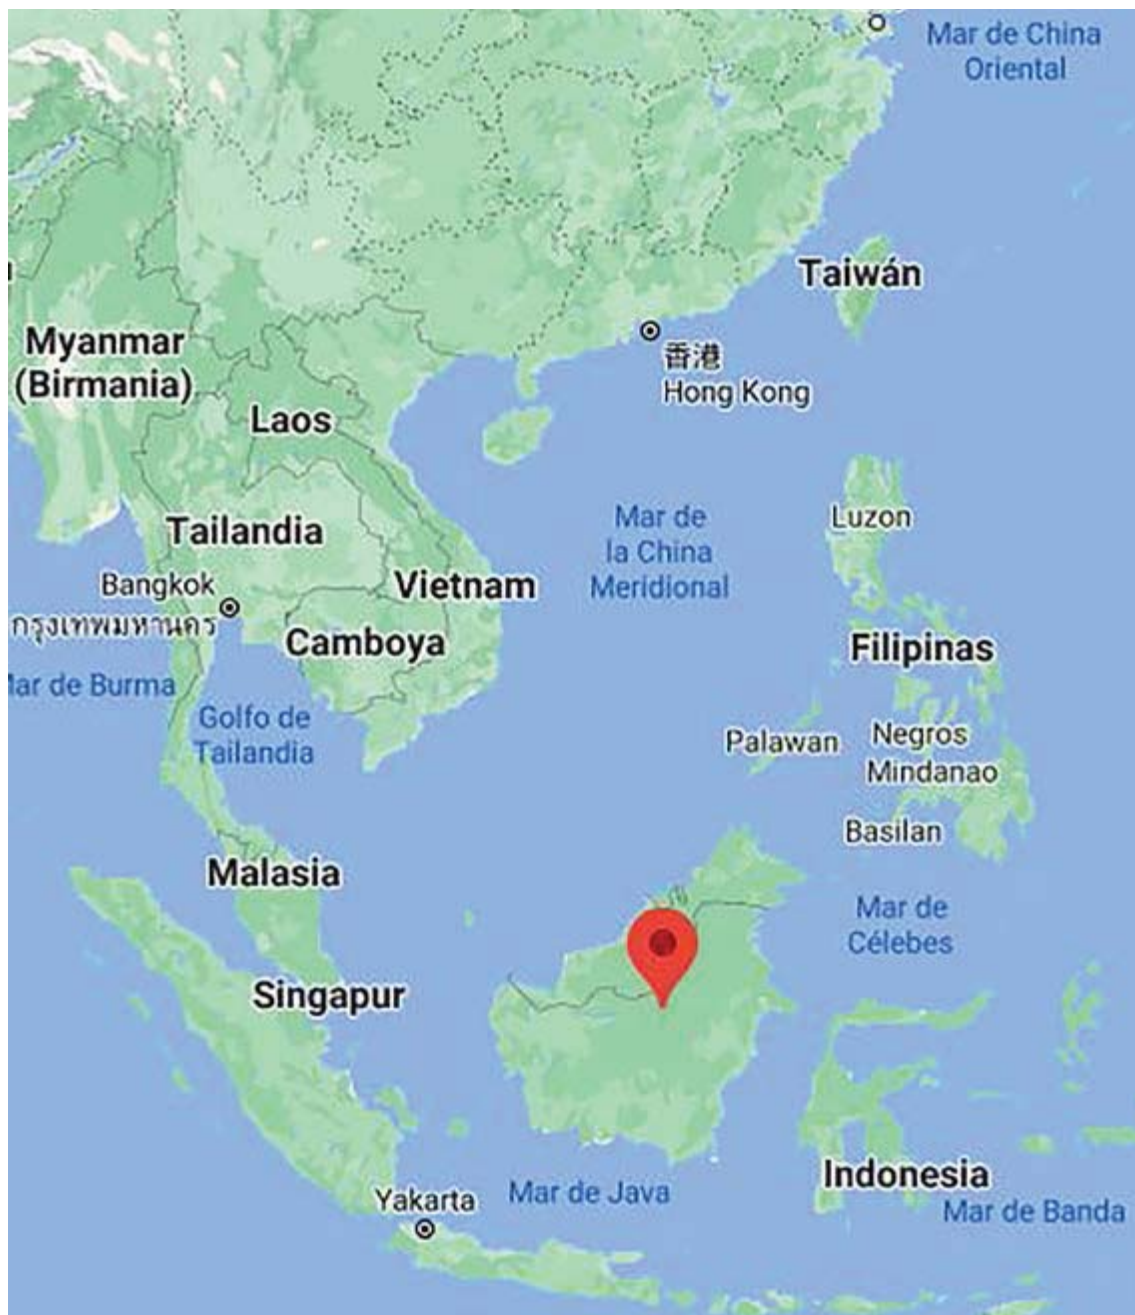 Mar de China
Oriental
Taiwán
Myanmar
(Birmania)
香港
Hong Kong
Laos
Mar de
la China
Meridional
Luzon
Tailandia
Bangkok
กรุงเทพมหานคร
Vietnam
Camboya
Filipinas
Mar de Burma
Golfo de
Tailandia
Palawan
Negros
Mindanao
Basilan
Malasia
Mar de
Célebes
Singapur
Indonesia
Yakarta
Mar de Java
Mar de Banda